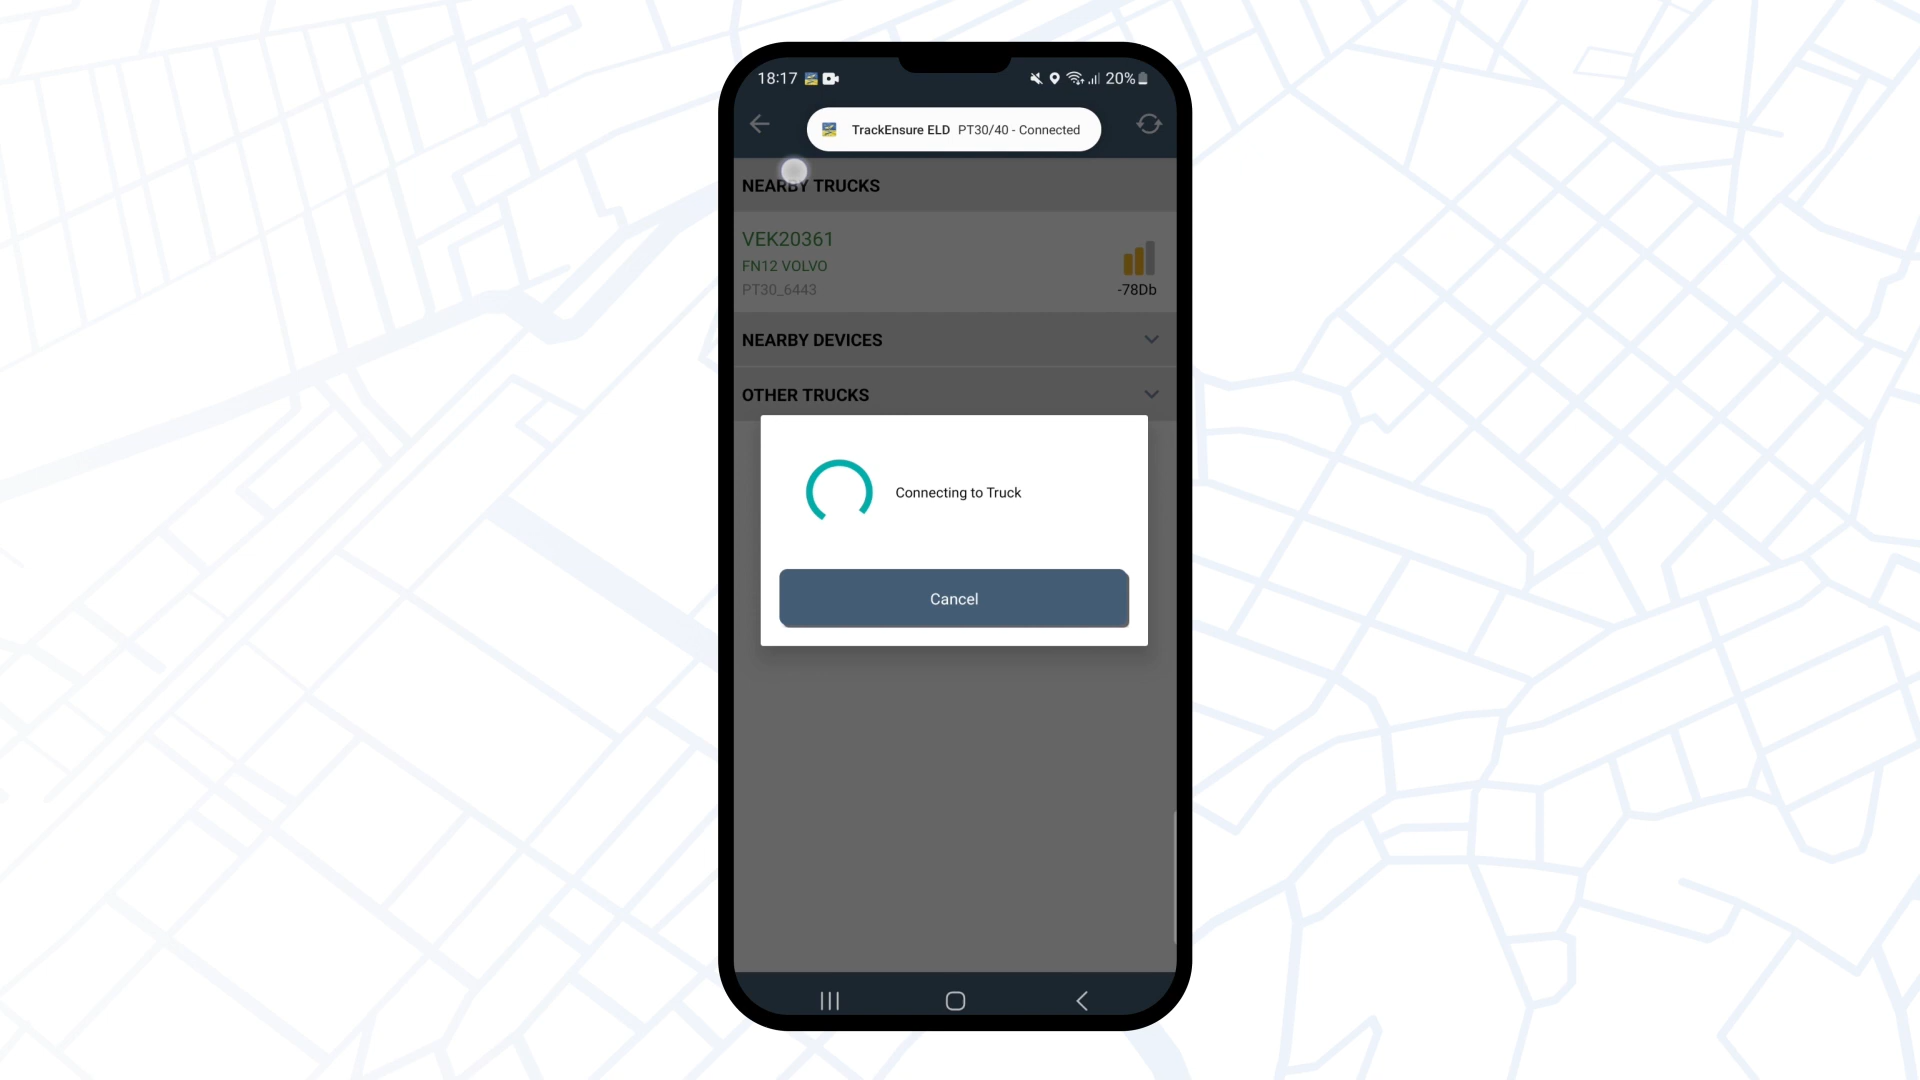 18:17 20%
TrackEnsure ELD PT30/40 - Connected
NEARBY TRUCKS
VEK20361
FN12 VOLVO
PT30_6443
-78Db
NEARBY DEVICES
OTHER TRUCKS
Connecting to Truck
Cancel